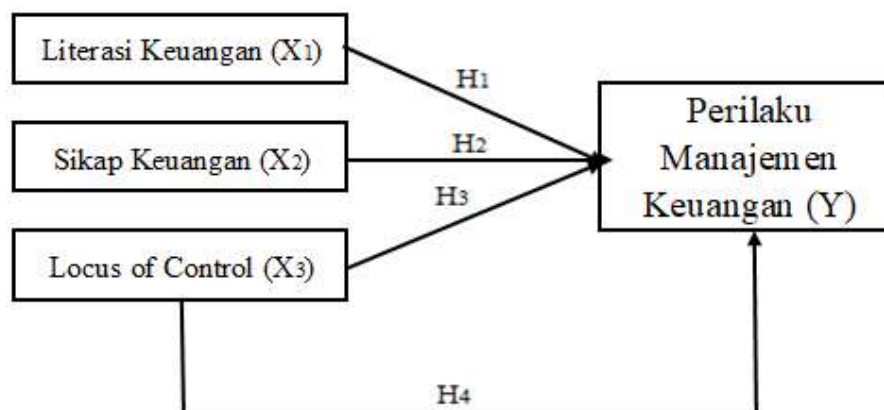 Literasi Keuangan (X1)
H1
Sikap Keuangan (X2)
H2
Perilaku
Manajemen
Keuangan (Y)
H3
Locus of Control (X3)
H4